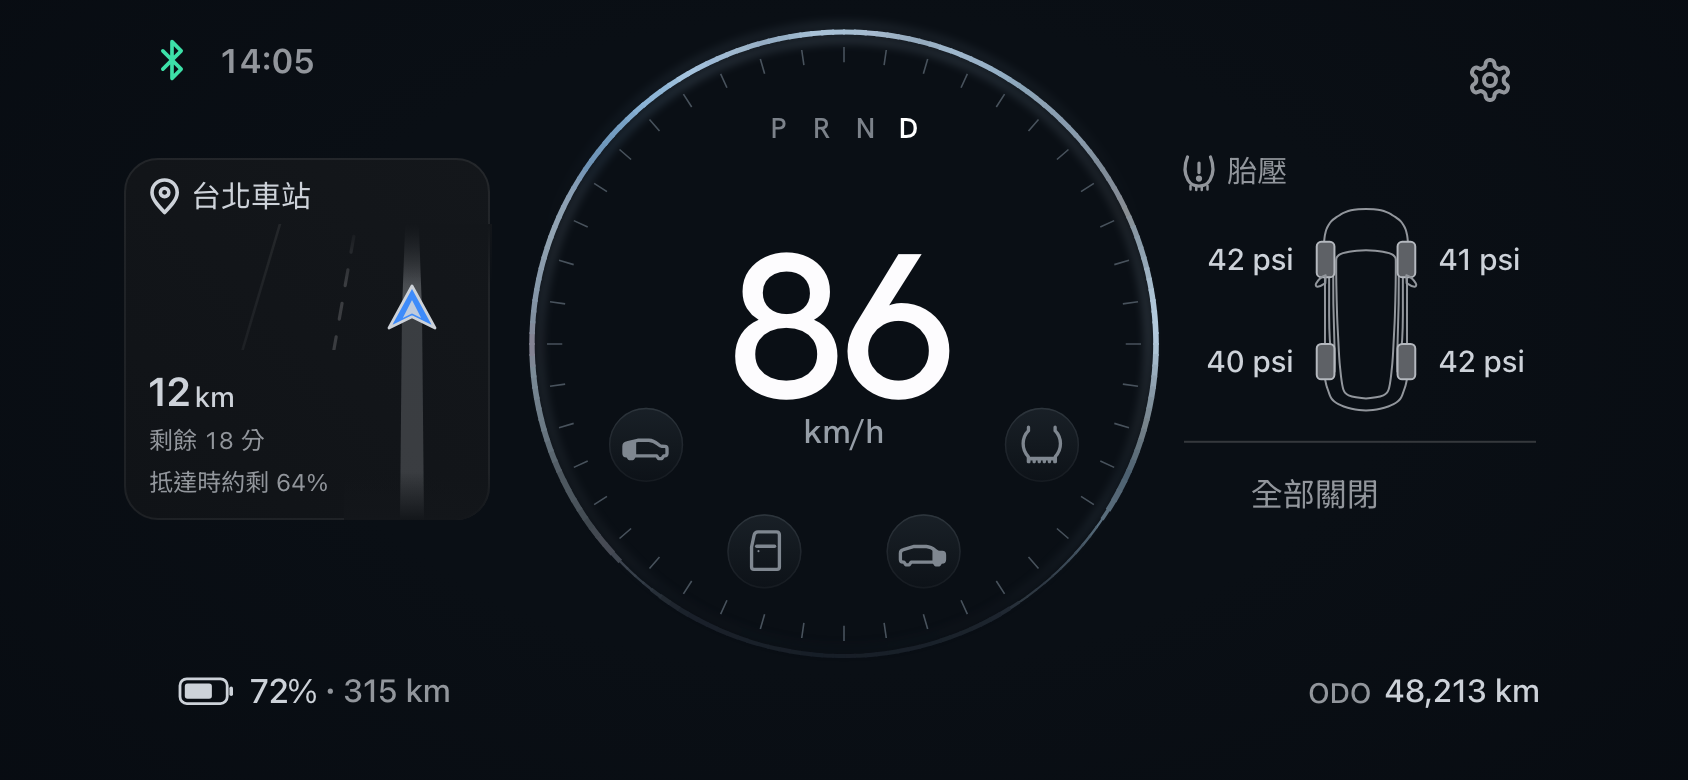 14:05
P R N D
台北車站
12 km
剩餘 18 分
抵達時約剩 64%
86
km/h
胎壓
42 psi
41 psi
40 psi
42 psi
全部關閉
72% · 315 km
ODO 48,213 km